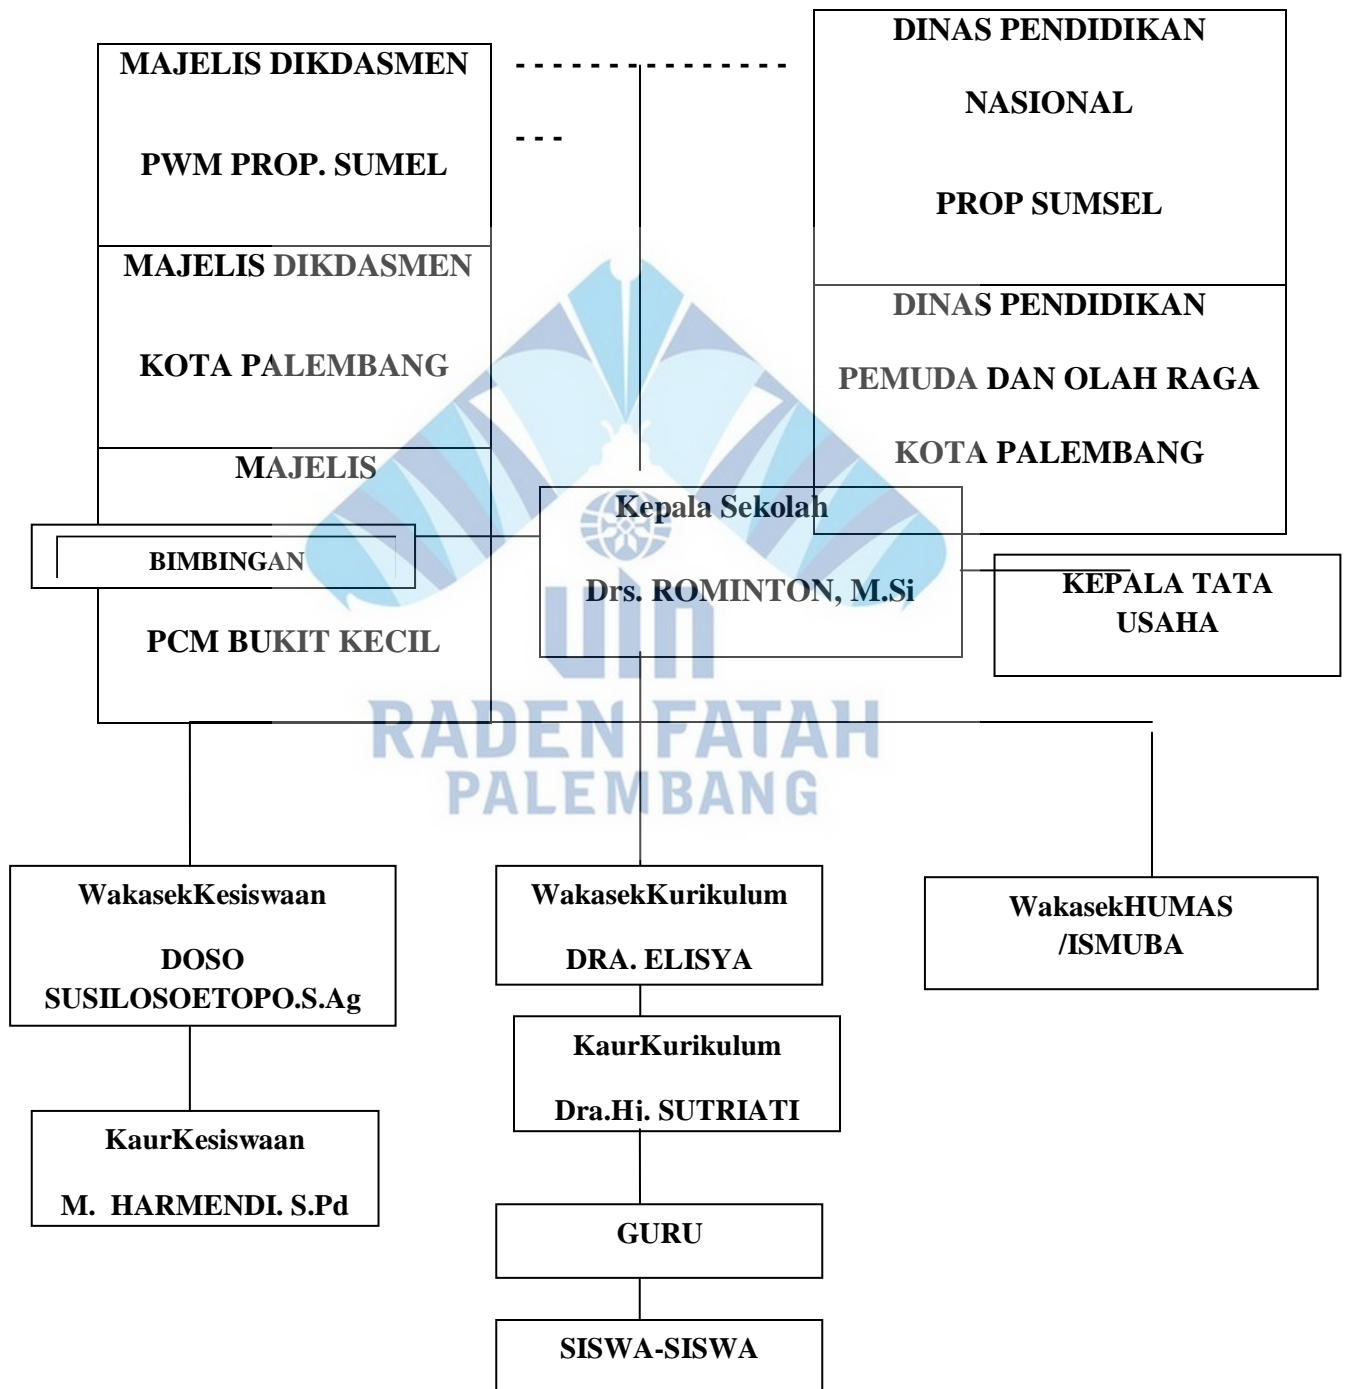 MAJELIS DIKDASMEN
PWM PROP. SUMEL
MAJELIS DIKDASMEN
KOTA PALEMBANG
MAJELIS
BIMBINGAN
PCM BUKIT KECIL
DINAS PENDIDIKAN
NASIONAL
PROP SUMSEL
DINAS PENDIDIKAN
PEMUDA DAN OLAH RAGA
KOTA PALEMBANG
Kepala Sekolah
Drs. ROMINTON, M.Si
KEPALA TATA
USAHA
uin
RADEN FATAH
PALEMBANG
WakasekKesiswaan
DOSO
SUSILOSOETOPO.S.Ag
WakasekKurikulum
DRA. ELISYA
WakasekHUMAS
/ISMUBA
KaurKurikulum
Dra.Hj. SUTRIATI
KaurKesiswaan
M. HARMENDI. S.Pd
GURU
SISWA-SISWA